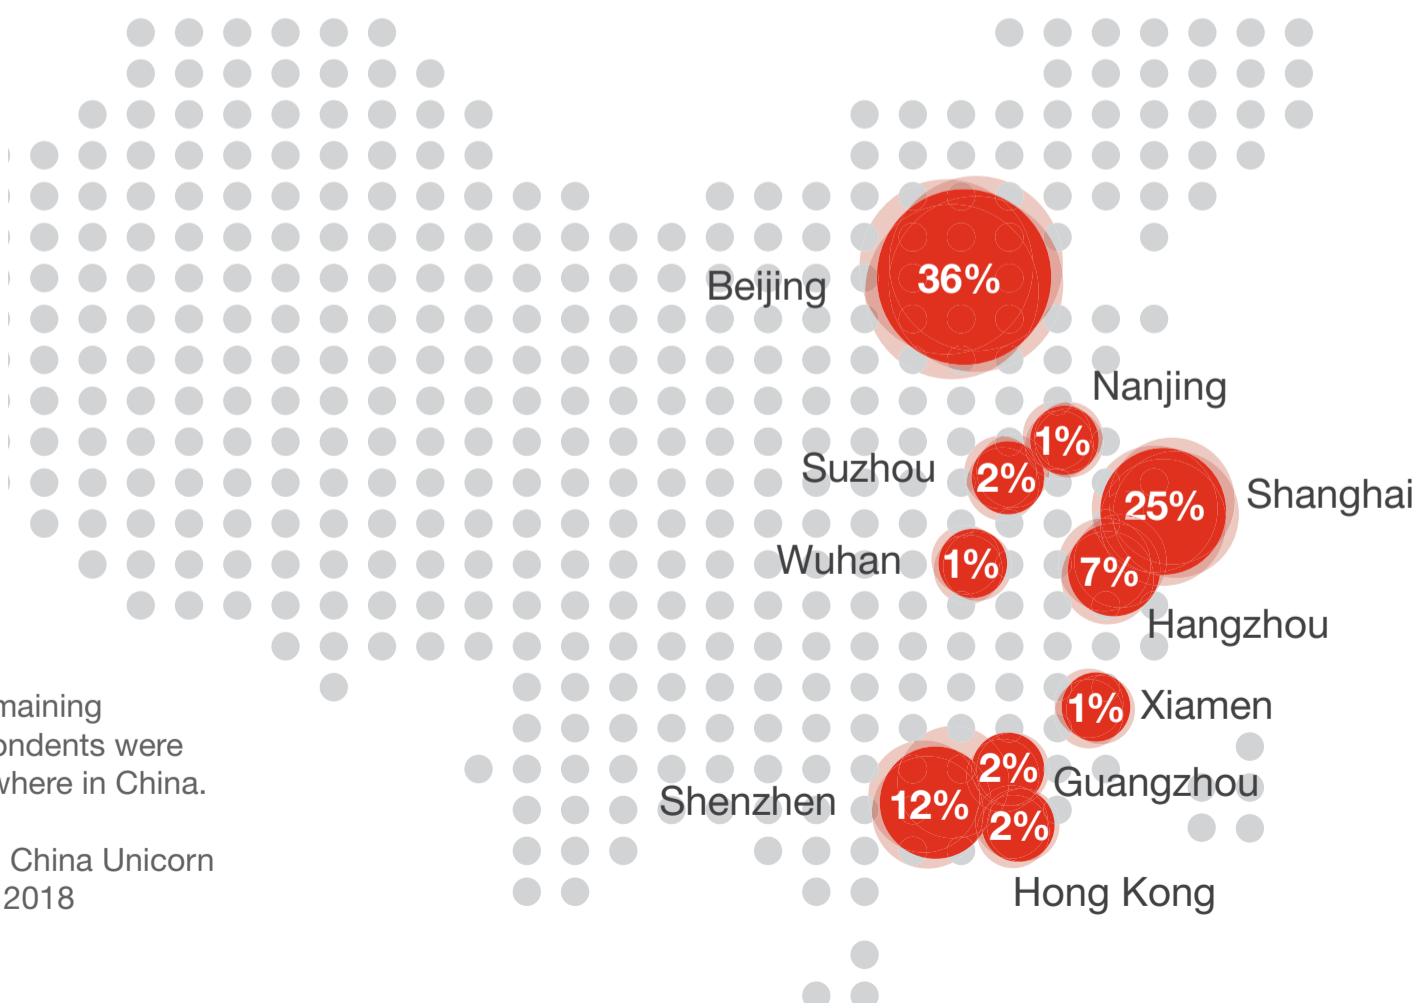 36%
Beijing
Nanjing
1%
Suzhou
2%
25%
Shanghai
Wuhan
1%
7%
Hangzhou
1%
Xiamen
2%
Guangzhou
Shenzhen
12%
2%
Hong Kong
maining
ondents were
where in China.
China Unicorn
2018